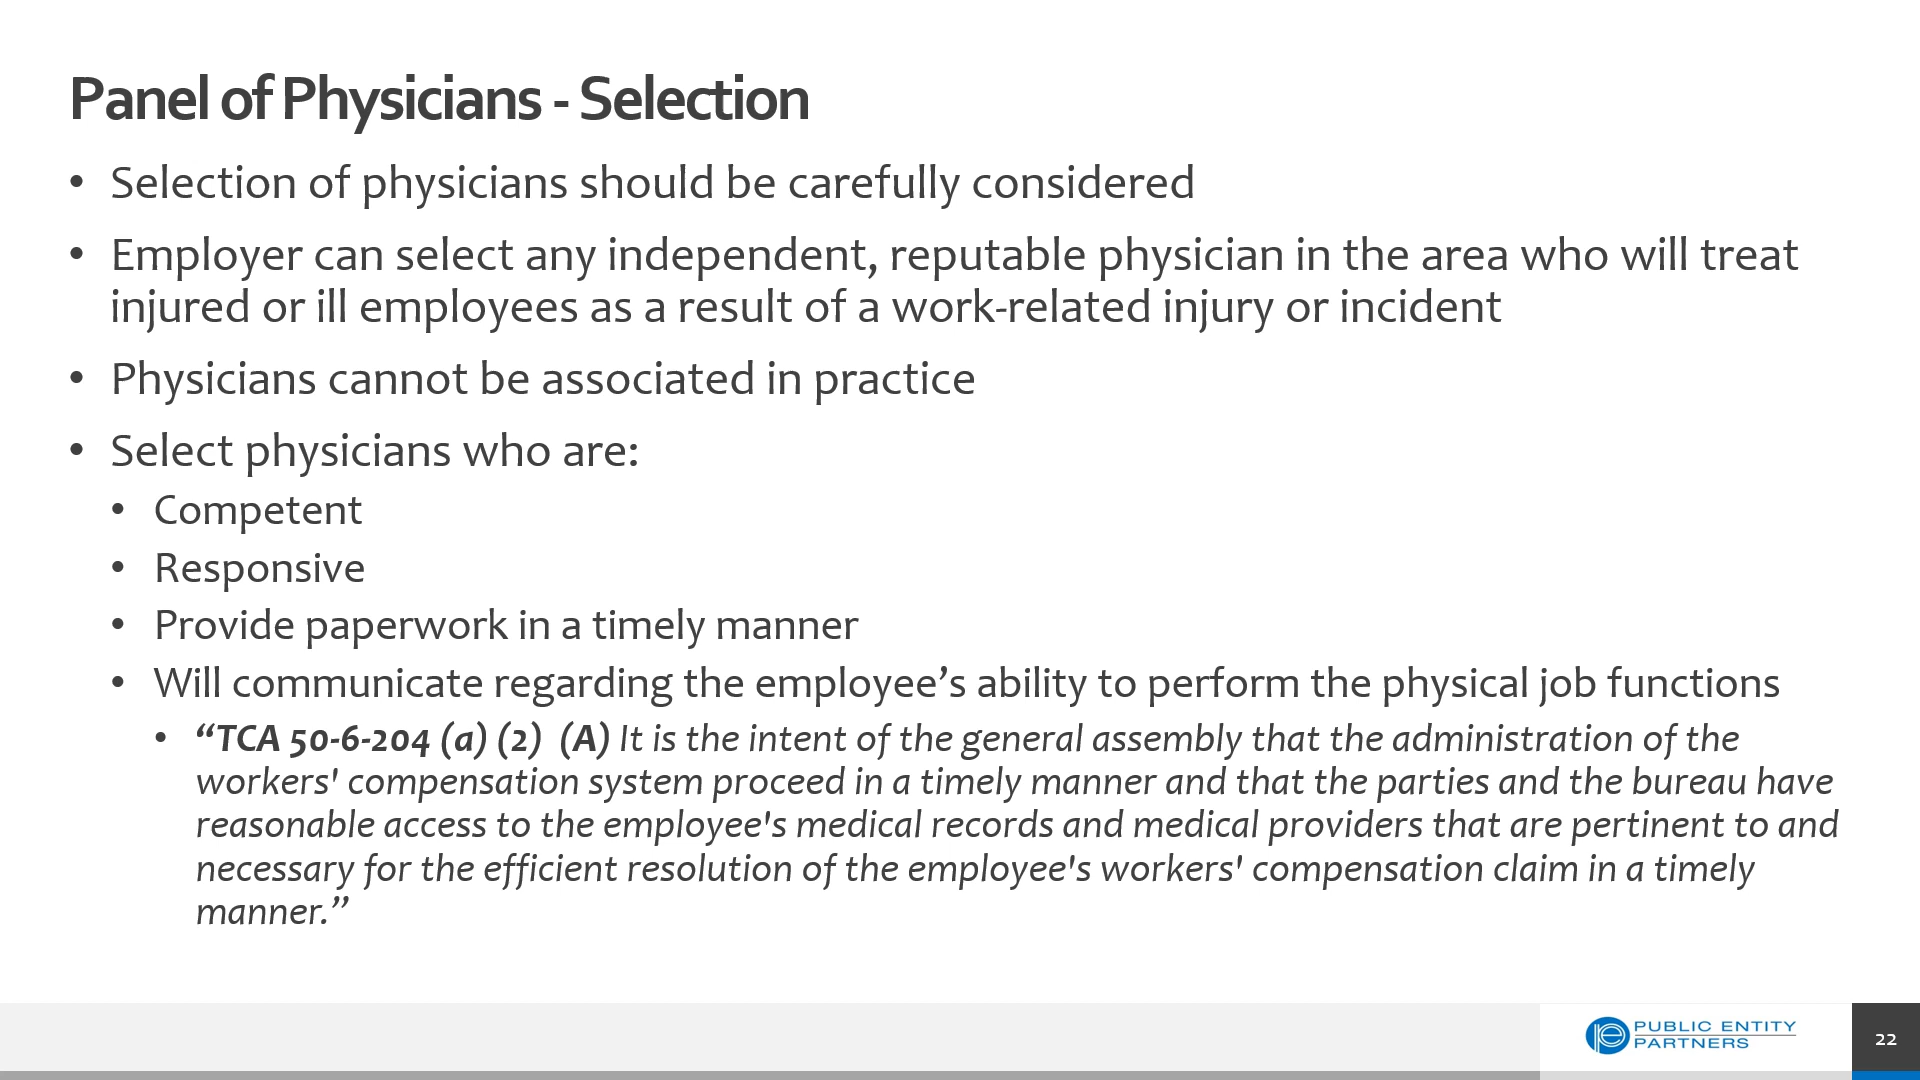 Panel of Physicians - Selection
• Selection of physicians should be carefully considered
• Employer can select any independent, reputable physician in the area who will treat
injured or ill employees as a result of a work-related injury or incident
• Physicians cannot be associated in practice
• Select physicians who are:
• Competent
• Responsive
• Provide paperwork in a timely manner
• Will communicate regarding the employee’s ability to perform the physical job functions
• “TCA 50-6-204 (a) (2)  (A) It is the intent of the general assembly that the administration of the
workers' compensation system proceed in a timely manner and that the parties and the bureau have
reasonable access to the employee's medical records and medical providers that are pertinent to and
necessary for the efficient resolution of the employee's workers' compensation claim in a timely
manner.”
PUBLIC ENTITY
PARTNERS
22